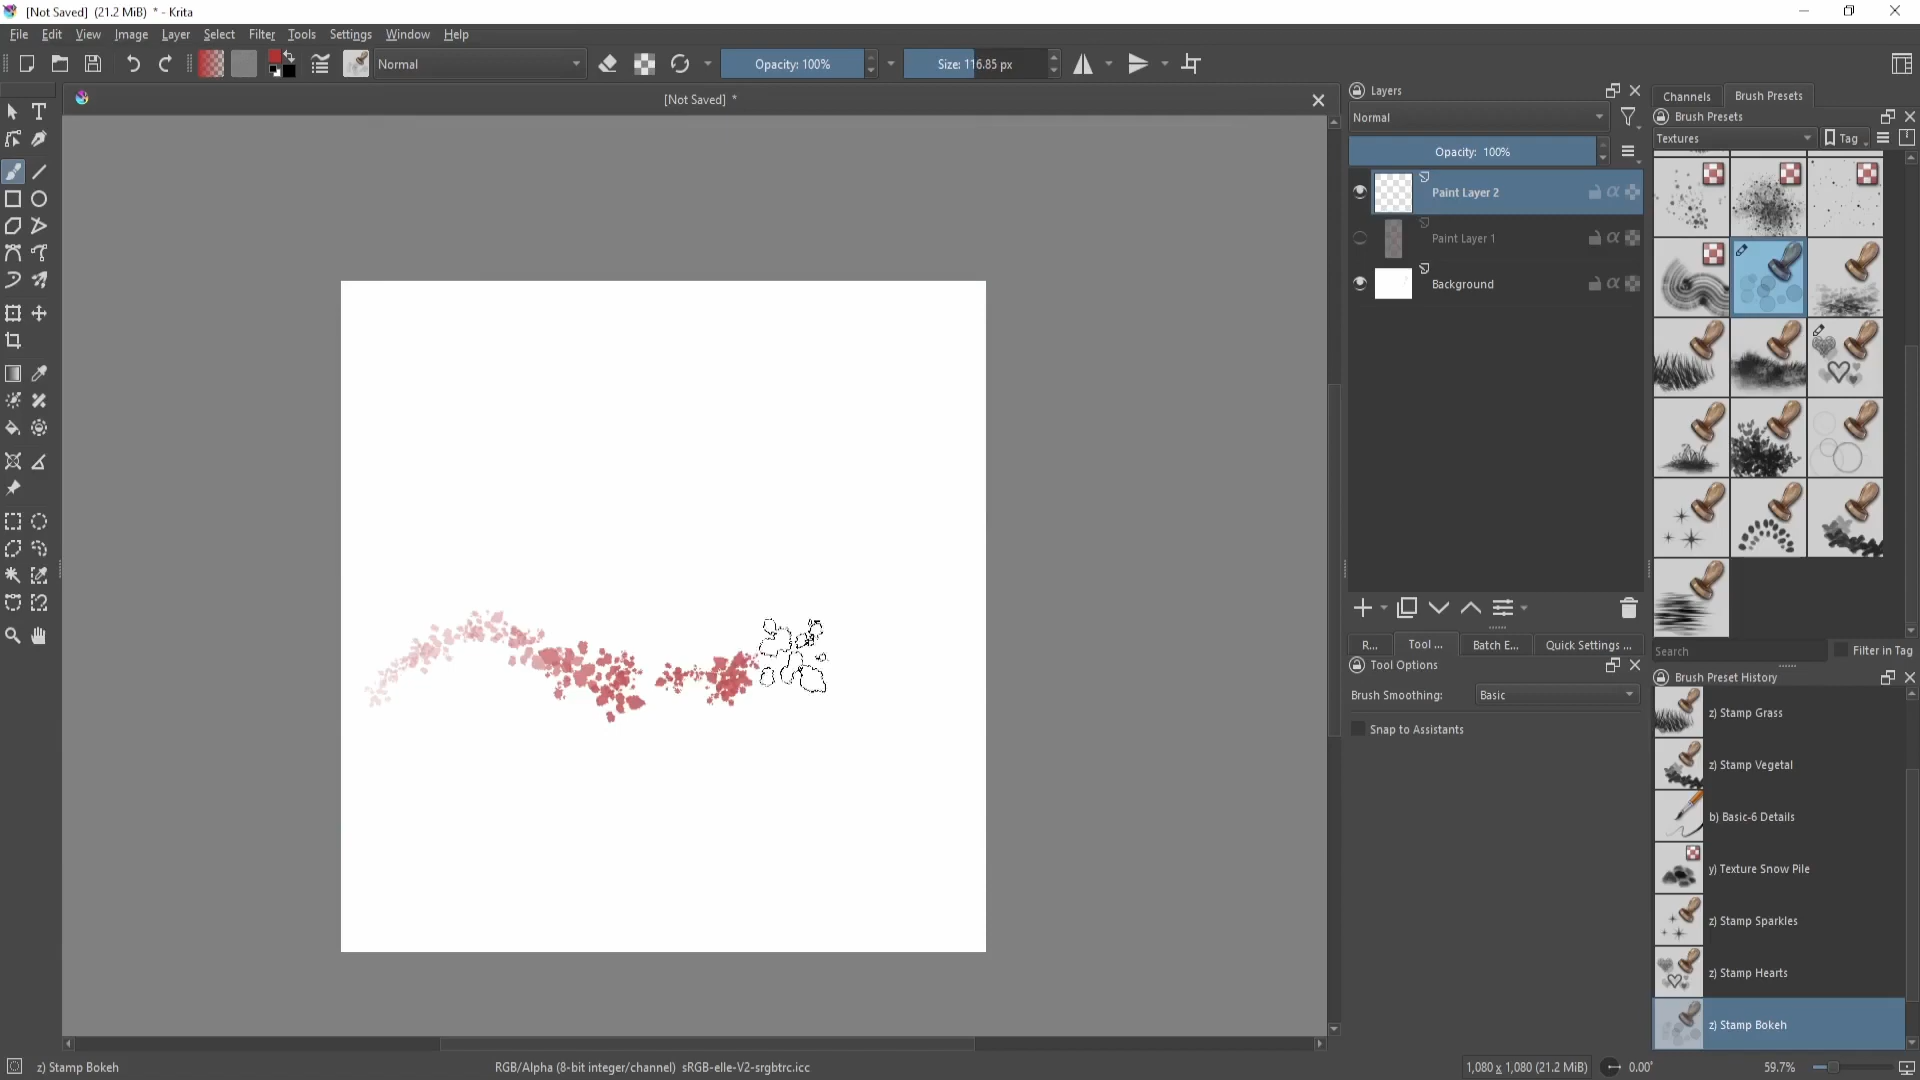 [Not Saved] (21.2 MiB) * - Krita
File Edit View Image Layer Select Filter Tools Settings Window Help
Normal
Opacity: 100%
Size: 116.85 px
[Not Saved] *
Layers
Normal
Opacity: 100%
Paint Layer 2
Paint Layer 1
Background
Channels
Brush Presets
Brush Presets
Textures
Tag
Search
Filter in Tag
R...
Tool ...
Batch E...
Quick Settings ...
Tool Options
Brush Smoothing:
Basic
Snap to Assistants
Brush Preset History
z) Stamp Grass
z) Stamp Vegetal
b) Basic-6 Details
y) Texture Snow Pile
z) Stamp Sparkles
z) Stamp Hearts
z) Stamp Bokeh
z) Stamp Bokeh
RGB/Alpha (8-bit integer/channel) sRGB-elle-V2-srgbtrc.icc
1,080 x 1,080 (21.2 MiB)
0.00°
59.7%